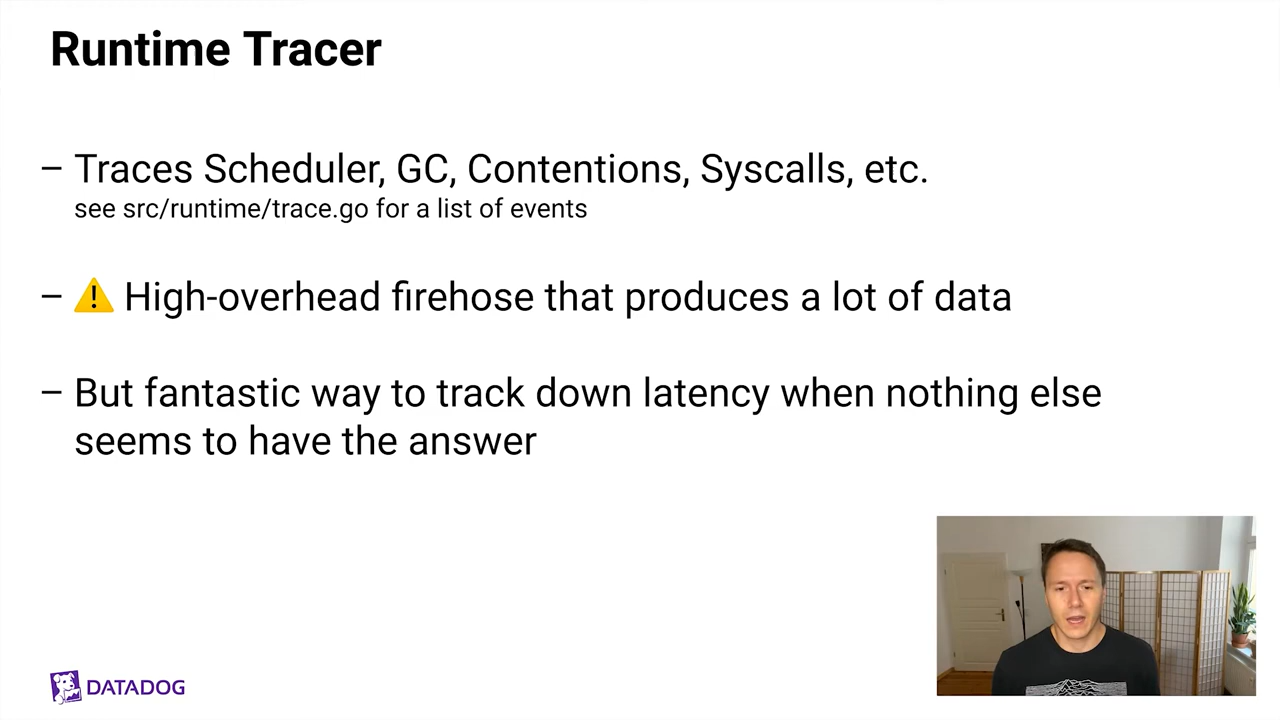 Runtime Tracer
– Traces Scheduler, GC, Contentions, Syscalls, etc.
see src/runtime/trace.go for a list of events
– ⚠️ High-overhead firehose that produces a lot of data
– But fantastic way to track down latency when nothing else
seems to have the answer
DATADOG